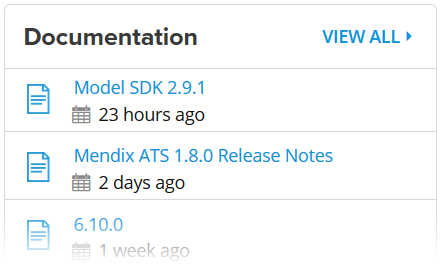 Documentation
VIEW ALL
Model SDK 2.9.1
23 hours ago
Mendix ATS 1.8.0 Release Notes
2 days ago
6.10.0
1 week ago